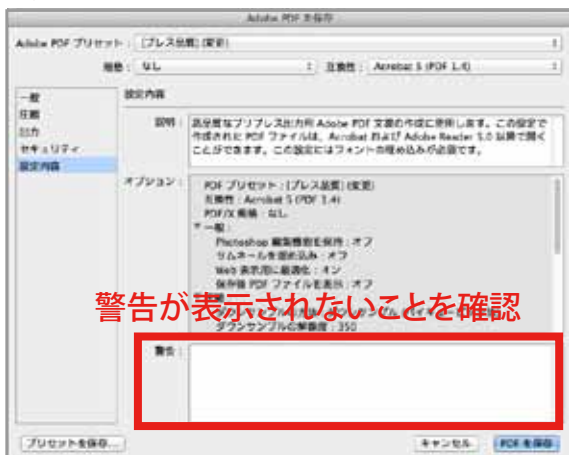 Adobe PDF を保存
Adobe PDF プリセット： [プレス品質] (変更)
規格： なし
互換性： Acrobat 5 (PDF 1.4)
一般
圧縮
出力
セキュリティ
設定内容
設定内容
説明： 高品質なプリプレス出力用 Adobe PDF 文書の作成に使用します。この設定で
作成された PDF ファイルは、Acrobat および Adobe Reader 5.0 以降で開く
ことができます。この設定にはフォントの埋め込みが必要です。
オプション： PDF プリセット：[プレス品質] (変更)
互換性：Acrobat 5 (PDF 1.4)
PDF/X 規格：なし
▼一般：
Photoshop 編集機能を保持：オフ
サムネールを埋め込み：オフ
Web 表示用に最適化：オン
保存後 PDF ファイルを表示：オフ
警告が表示されないことを確認
ダウンサンプルの解像度：350
警告：
プリセットを保存...
キャンセル
PDF を保存